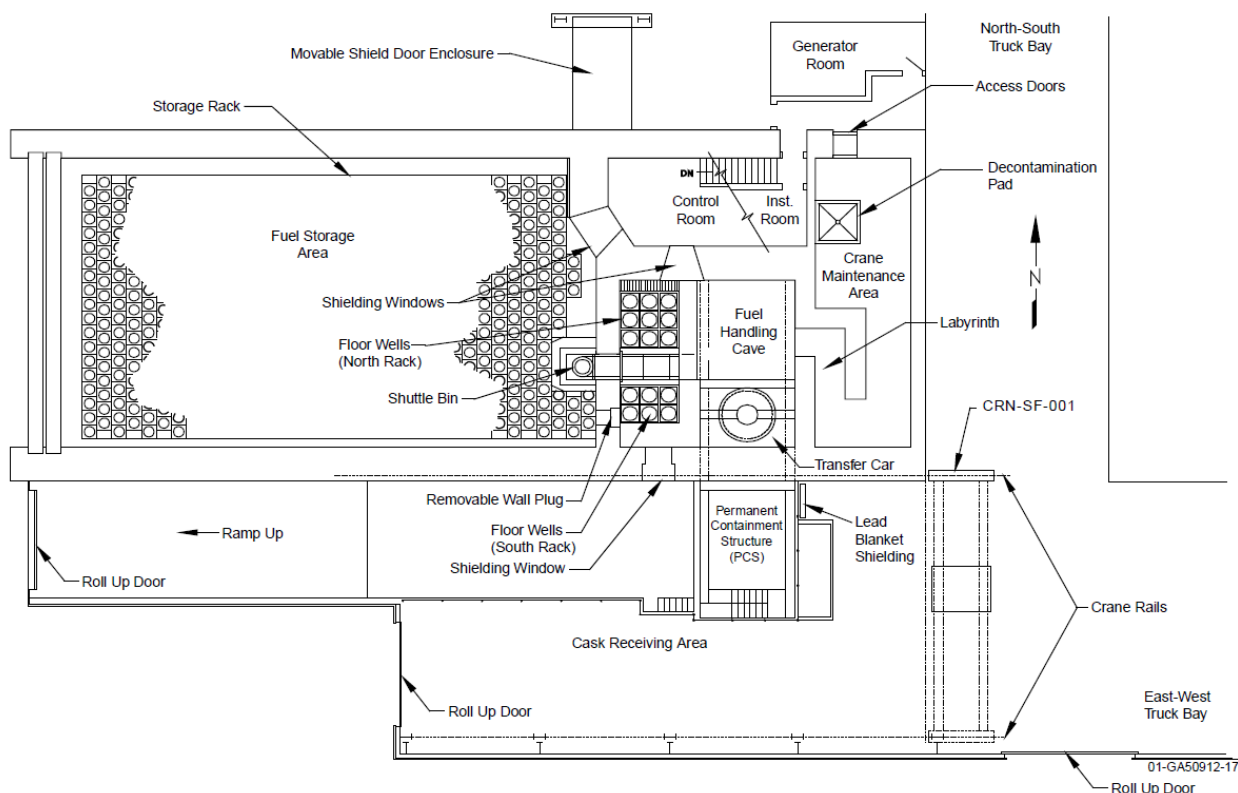 Movable Shield Door Enclosure
Generator
Room
North-South
Truck Bay
Access Doors
Storage Rack
Decontamination
Pad
DN
Control
Room
Inst.
Room
Fuel Storage
Area
Crane
Maintenance
Area
N
Shielding Windows
Fuel
Handling
Cave
Labyrinth
Floor Wells
(North Rack)
Shuttle Bin
CRN-SF-001
Transfer Car
Removable Wall Plug
Permanent
Containment
Structure
(PCS)
Lead
Blanket
Shielding
Floor Wells
(South Rack)
Ramp Up
Shielding Window
Roll Up Door
Crane Rails
Cask Receiving Area
Roll Up Door
East-West
Truck Bay
01-GA50912-17
Roll Up Door